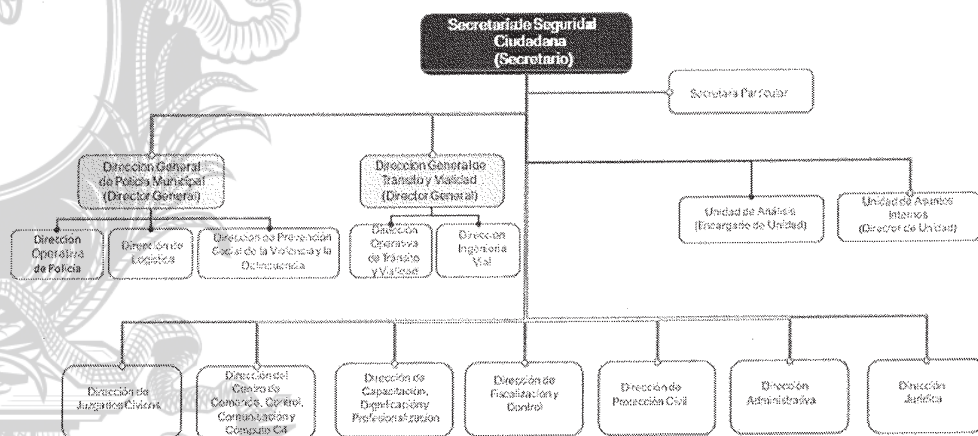 Secretaría de Seguridad
Ciudadana
(Secretario)
Secretaria Particular
Dirección General
de Policía Municipal
(Director General)
Dirección General de
Tránsito y Vialidad
(Director General)
Unidad de Análisis
(Encargado de Unidad)
Unidad de Asuntos
Internos
(Director de Unidad)
Dirección
Operativa
de Policía
Dirección de
Logística
Dirección de Prevención
Social de la Violencia y la
Delincuencia
Dirección
Operativa
de Tránsito
y Vialidad
Dirección
Ingeniería
Vial
Dirección de
Juzgados Cívicos
Dirección del
Centro de
Comando, Control,
Comunicación y
Cómputo C4
Dirección de
Capacitación,
Dignificación y
Profesionalización
Dirección de
Fiscalización y
Control
Dirección de
Protección Civil
Dirección
Administrativa
Dirección
Jurídica